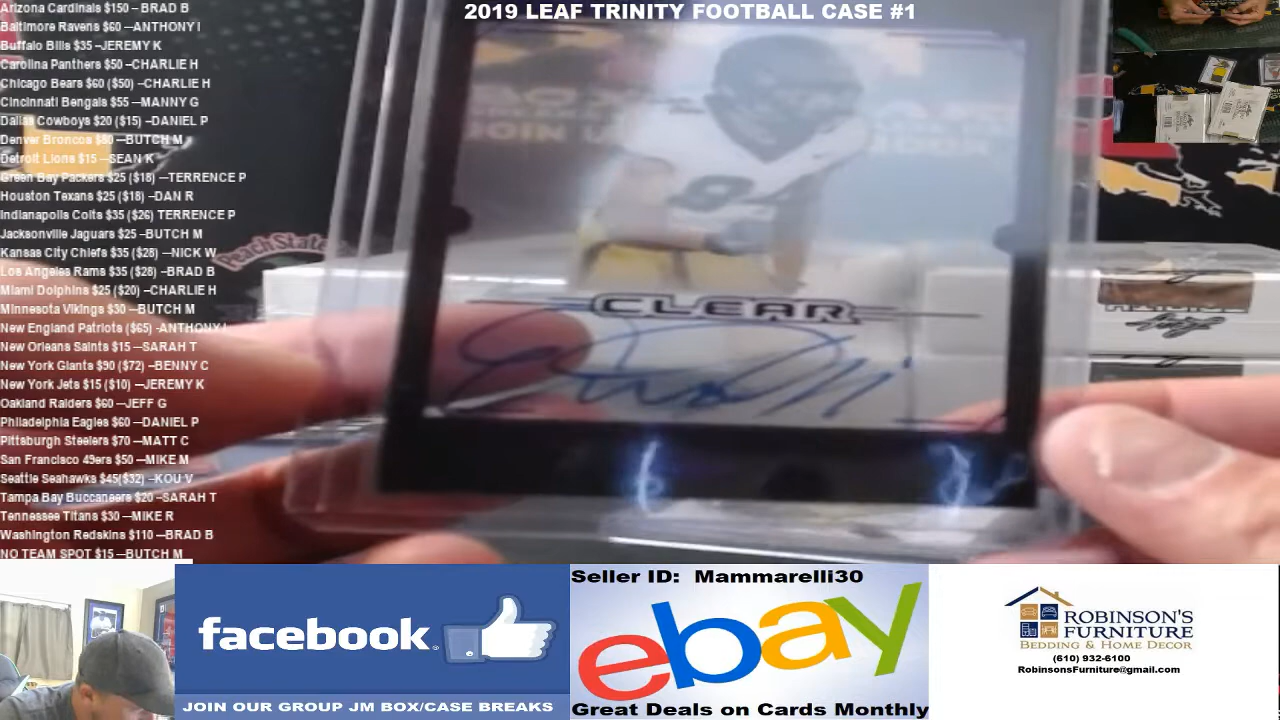 2019 LEAF TRINITY FOOTBALL CASE #1
Arizona Cardinals $150 – BRAD B
Baltimore Ravens $60 –ANTHONY I
Buffalo Bills $35 -JEREMY K
Carolina Panthers $50 –CHARLIE H
Chicago Bears $60 ($50) –CHARLIE H
Cincinnati Bengals $55 –MANNY G
Dallas Cowboys $20 ($15) –DANIEL P
Denver Broncos $50 –BUTCH M
Detroit Lions $15 –SEAN K
Green Bay Packers $25 ($18) –TERRENCE P
Houston Texans $25 ($18) –DAN R
Indianapolis Colts $35 ($26) TERRENCE P
Jacksonville Jaguars $25 –BUTCH M
Kansas City Chiefs $35 ($28) –NICK W
Los Angeles Rams $35 ($28) –BRAD B
Miami Dolphins $25 ($20) –CHARLIE H
Minnesota Vikings $30 –BUTCH M
New England Patriots ($65) -ANTHONY I
New Orleans Saints $15 –SARAH T
New York Giants $90 ($72) –BENNY C
New York Jets $15 ($10) –JEREMY K
Oakland Raiders $60 –JEFF G
Philadelphia Eagles $60 –DANIEL P
Pittsburgh Steelers $70 –MATT C
San Francisco 49ers $50 –MIKE M
Seattle Seahawks $45($32) –KOU V
Tampa Bay Buccaneers $20 –SARAH T
Tennessee Titans $30 –MIKE R
Washington Redskins $110 –BRAD B
NO TEAM SPOT $15 –BUTCH M
Peach State
JOIN U
84
CLEAR
facebook
JOIN OUR GROUP JM BOX/CASE BREAKS
Seller ID: Mammarelli30
ebay
Great Deals on Cards Monthly
ROBINSON'S
FURNITURE
BEDDING & HOME DECOR
(610) 932-6100
RobinsonsFurniture@gmail.com